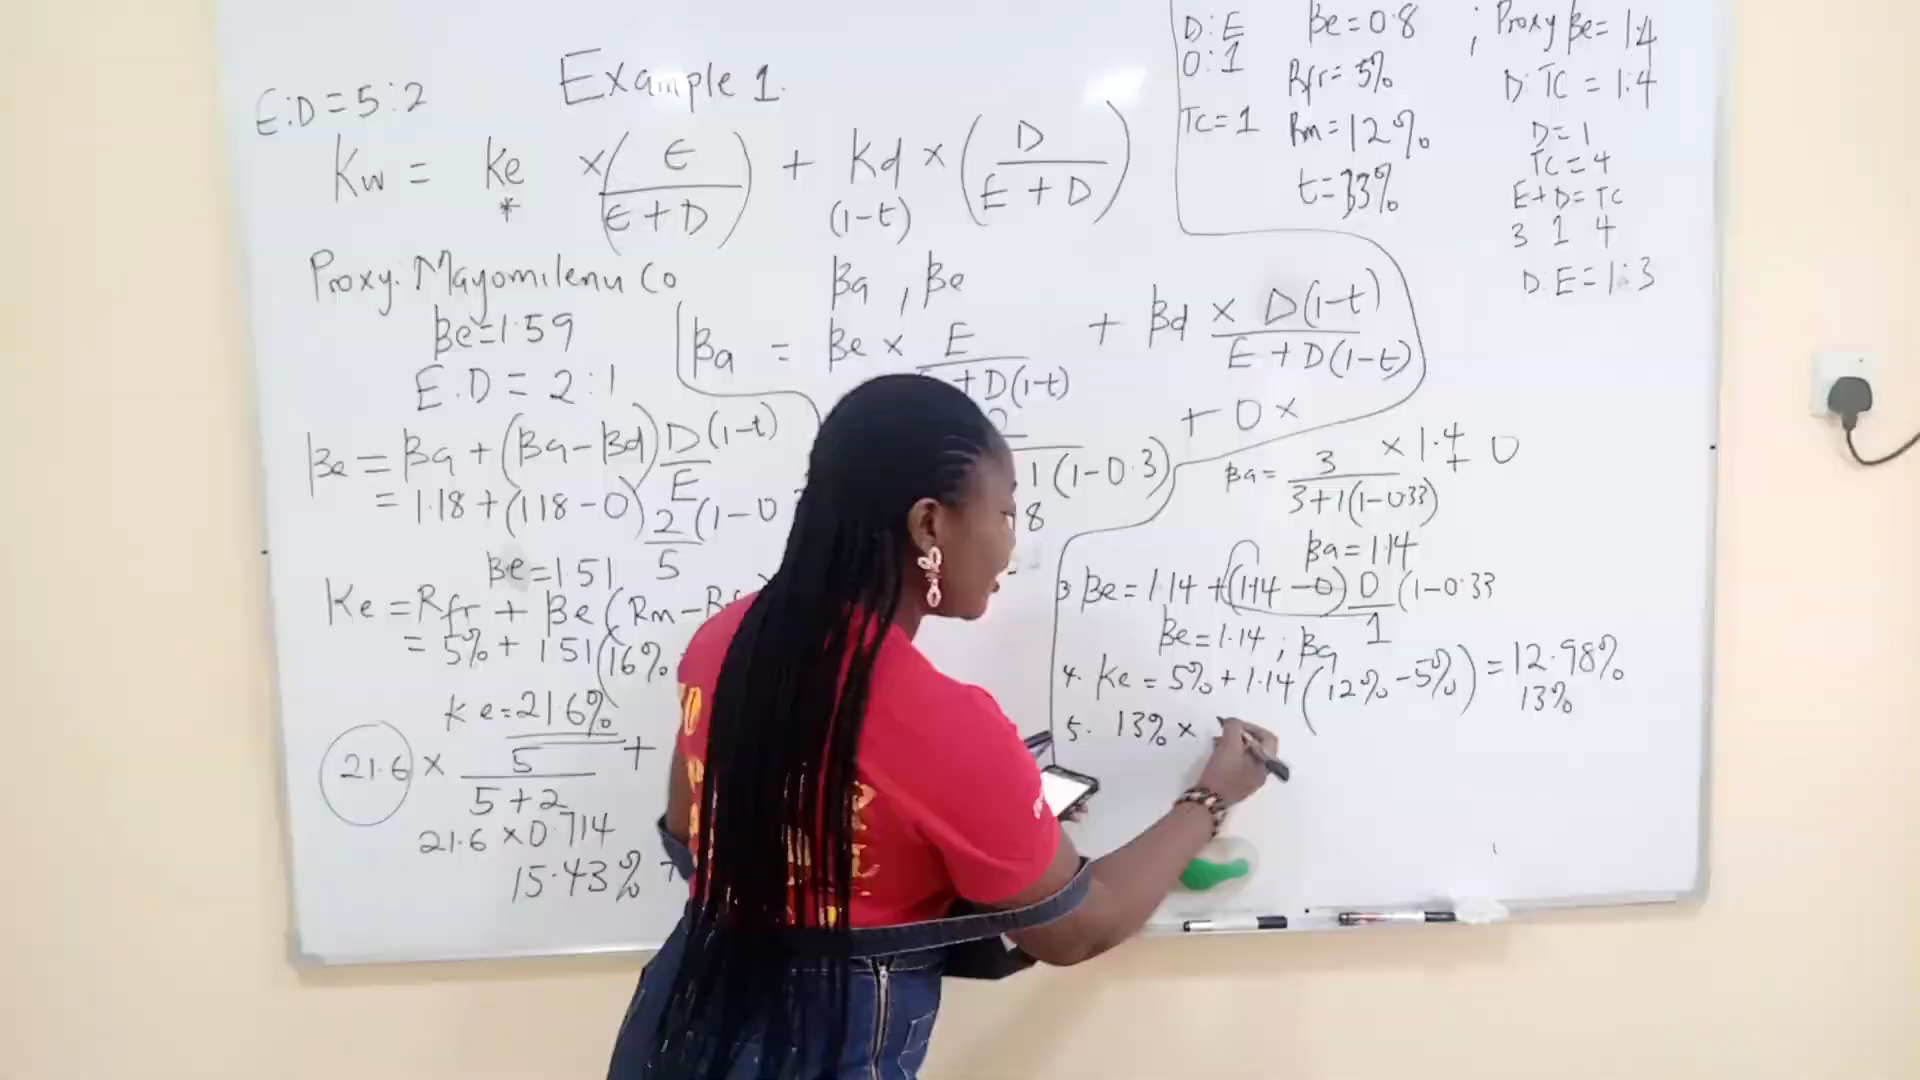 Example 1.
E:D = 5:2
Kw = Ke × (E / E+D) + Kd (1-t) × (D / E+D)
*
Proxy: Mayomilenu Co
βe=1.59
E:D = 2:1
βa, βe
βa = βe × E / +D(1-t) + βd × D(1-t) / E+D(1-t)
+ 0 ×
1(1-0.3)
8
βe = βa + (βa-βd) D(1-t) / E
= 1.18 + (1.18-0) 2(1-0 / 5
βe=1.51
Ke = Rfr + βe (Rm-
= 5% + 1.51(16%
Ke=21.6%
21.6 × 5 / 5+2 +
21.6 × 0.714
15.43% +
D:E
0:1
TC=1
βe=0.8
Rfr=5%
Rm=12%
t=33%
; Proxy βe= 1.4
D:TC = 1:4
D=1
TC=4
E+D=TC
3 1 4
D:E=1:3
βa= 3 / 3+1(1-0.33) × 1.4 + 0
βa=1.14
3 βe=1.14+(1.14-0) 0 / 1 (1-0.33
βe=1.14; βa
4. Ke = 5% + 1.14 (12%-5%) = 12.98%
13%
5. 13% ×